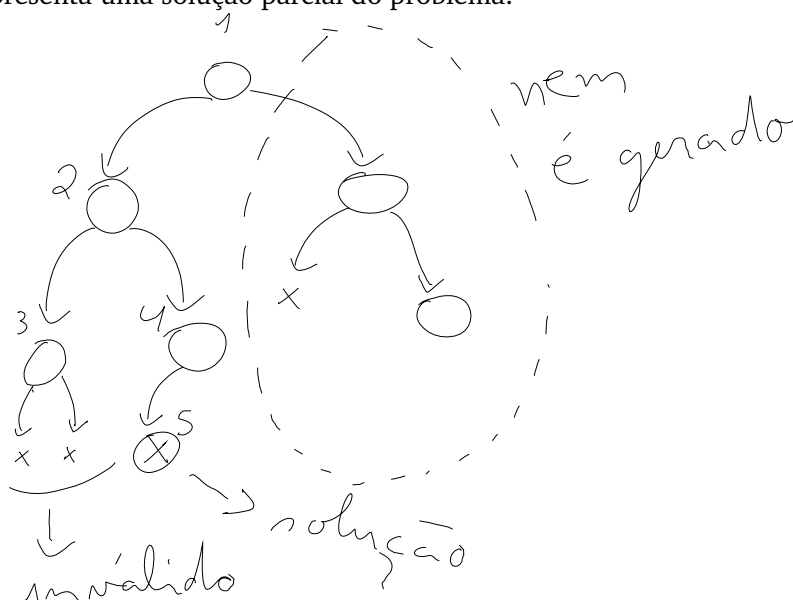 presenta uma solução parcial do problema.
1
nem
é gerado
2
3
4
x
x
x
X
5
solução
inválido